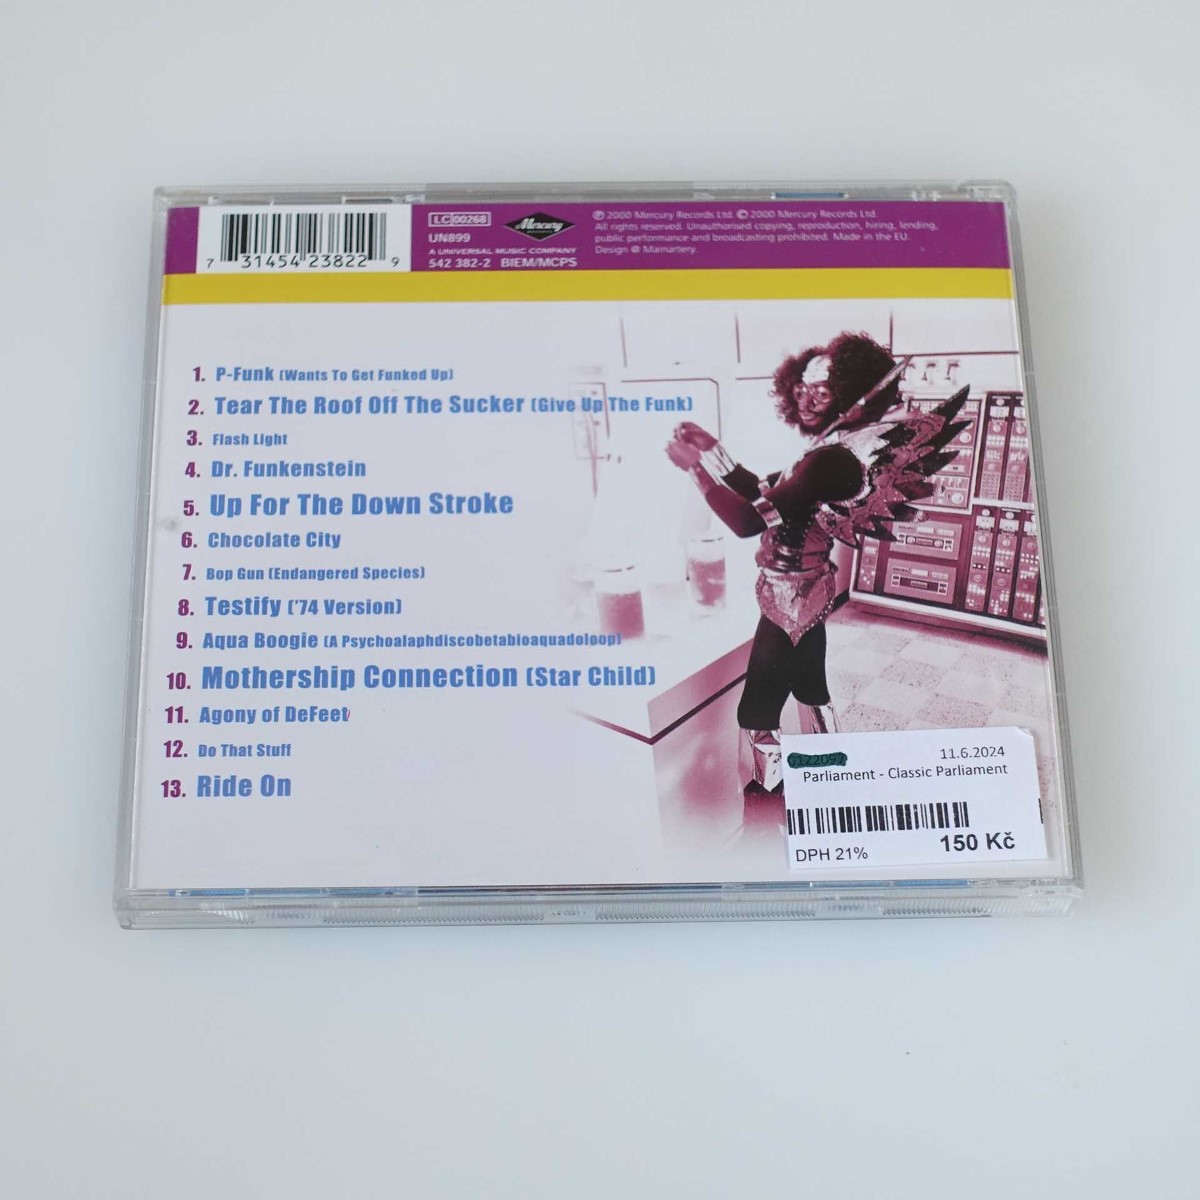 7 31454 23822 9
LC 00268
UN899
Mercury
A UNIVERSAL MUSIC COMPANY
542 382-2 BIEM/MCPS
℗ 2000 Mercury Records Ltd. © 2000 Mercury Records Ltd.
All rights reserved. Unauthorised copying, reproduction, hiring, lending,
public performance and broadcasting prohibited. Made in the EU.
Design @ Mainartery.
1. P-Funk (Wants To Get Funked Up)
2. Tear The Roof Off The Sucker (Give Up The Funk)
3. Flash Light
4. Dr. Funkenstein
5. Up For The Down Stroke
6. Chocolate City
7. Bop Gun (Endangered Species)
8. Testify ('74 Version)
9. Aqua Boogie (A Psychoalaphdiscobetabioaquadoloop)
10. Mothership Connection (Star Child)
11. Agony of DeFeet
12. Do That Stuff
13. Ride On
11.6.2024
Parliament - Classic Parliament
DPH 21%
150 Kč